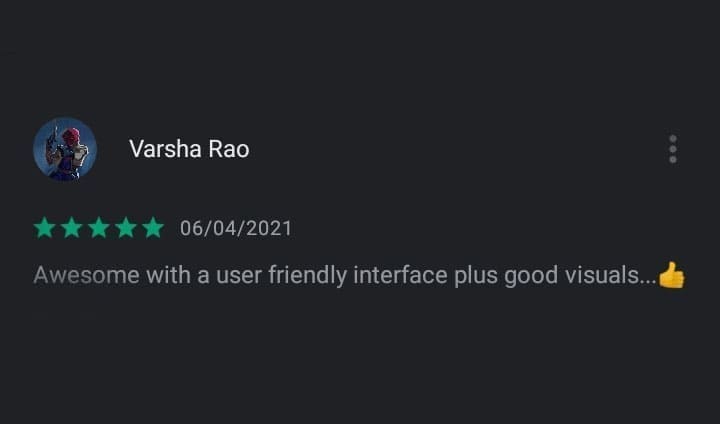 Varsha Rao
06/04/2021
Awesome with a user friendly interface plus good visuals...👍